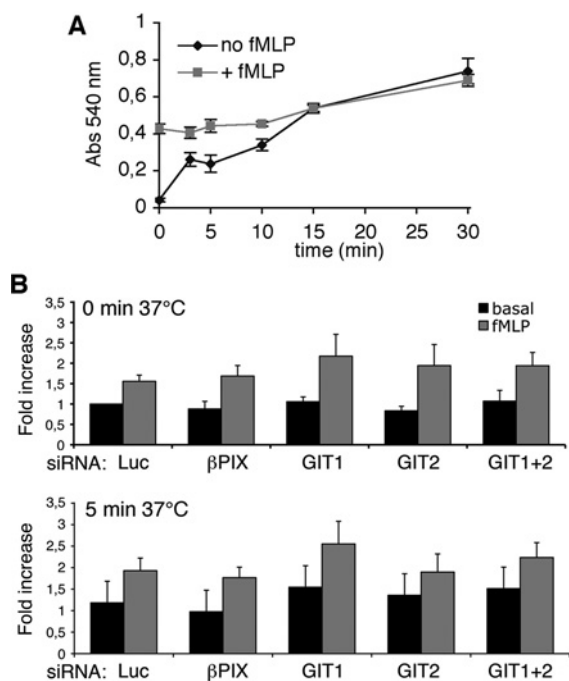 A
no fMLP
+ fMLP
Abs 540 nm
1
0,8
0,6
0,4
0,2
0
0 5 10 15 20 25 30
time (min)
B
0 min 37°C
basal
fMLP
Fold increase
3,5
3
2,5
2
1,5
1
0,5
0
siRNA: Luc βPIX GIT1 GIT2 GIT1+2
5 min 37°C
Fold increase
3,5
3
2,5
2
1,5
1
0,5
0
siRNA: Luc βPIX GIT1 GIT2 GIT1+2